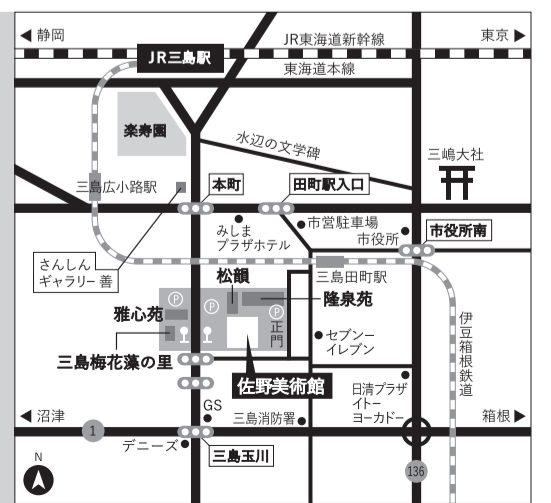 静岡
JR東海道新幹線
東京
JR三島駅
東海道本線
楽寿園
水辺の文学碑
三嶋大社
三島広小路駅
本町
田町駅入口
みしま
プラザホテル
市営駐車場
市役所
市役所南
さんしん
ギャラリー 善
松韻
三島田町駅
P
P
P
雅心苑
隆泉苑
正門
三島梅花藻の里
セブンー
イレブン
伊豆箱根鉄道
佐野美術館
日清プラザ
イトー
ヨーカドー
沼津
GS
三島消防署
箱根
1
デニーズ
三島玉川
N
136